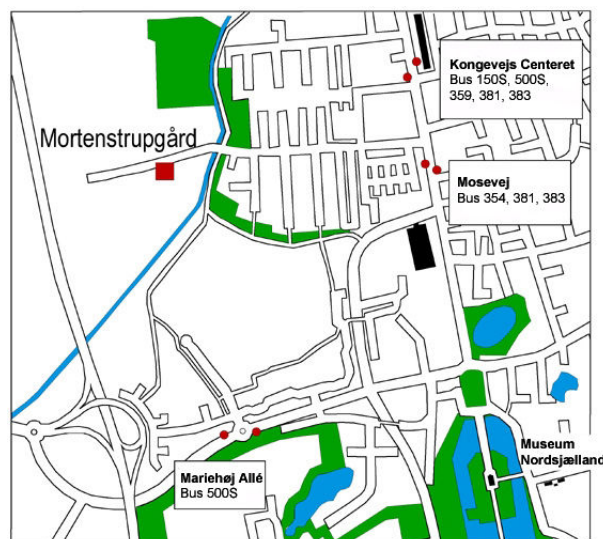 Kongevejs Centeret
Bus 150S, 500S,
359, 381, 383
Mortenstrupgård
Mosevej
Bus 354, 381, 383
Museum
Nordsjælland
Mariehøj Allé
Bus 500S